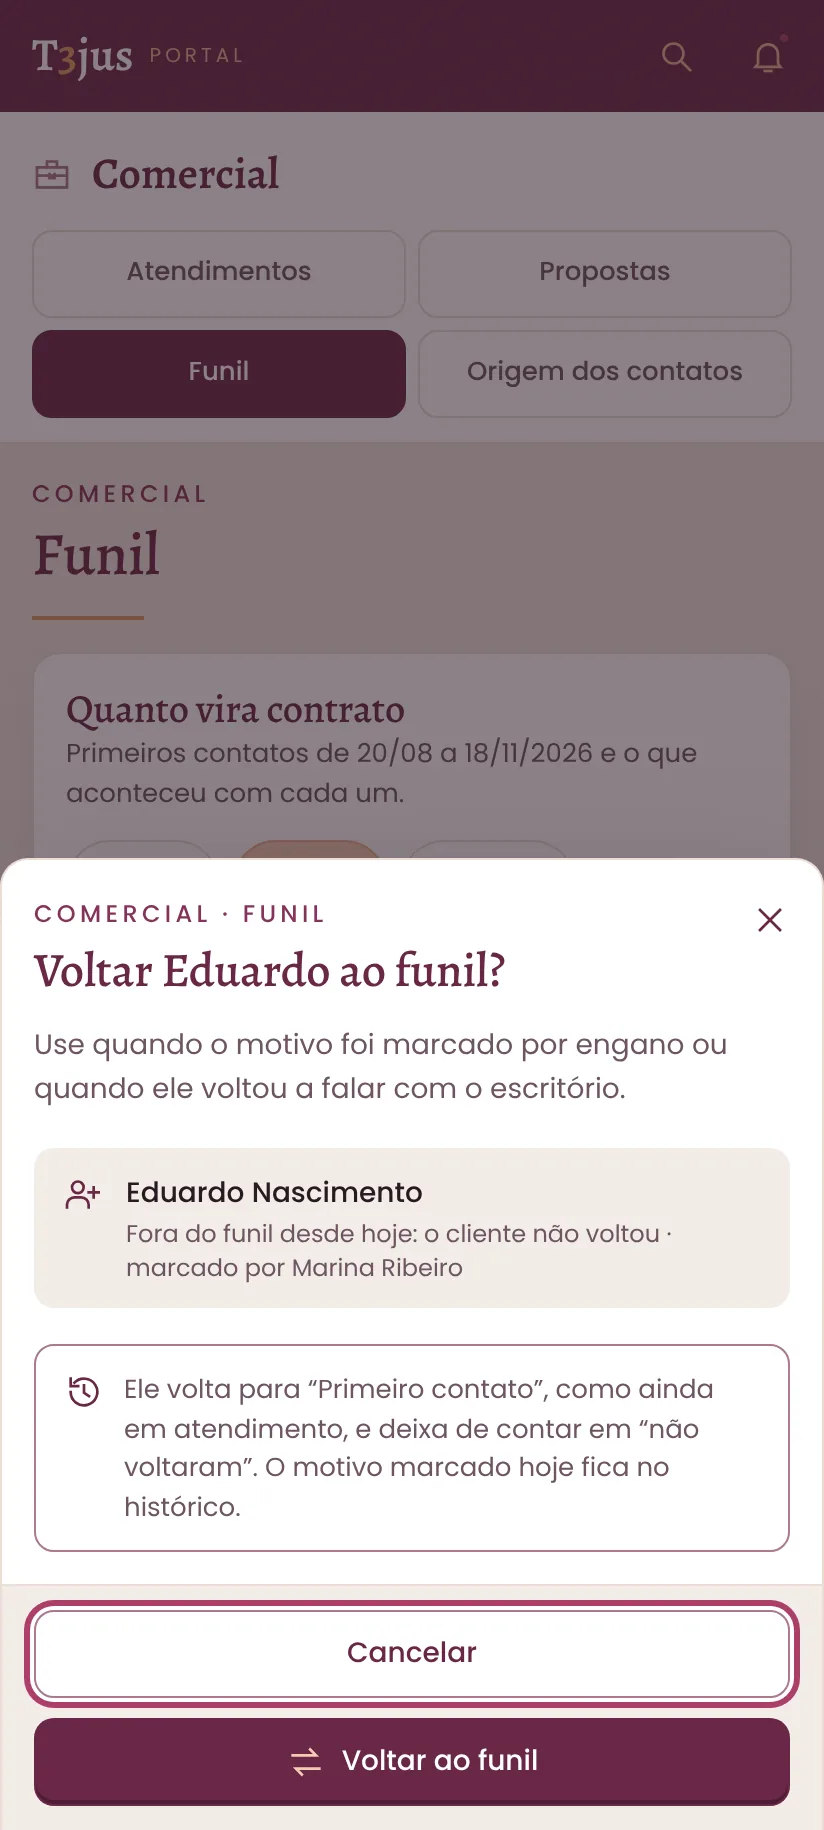 T3jus PORTAL
Comercial
Atendimentos
Propostas
Funil
Origem dos contatos
COMERCIAL
Funil
Quanto vira contrato
Primeiros contatos de 20/08 a 18/11/2026 e o que
aconteceu com cada um.
COMERCIAL · FUNIL
Voltar Eduardo ao funil?
Use quando o motivo foi marcado por engano ou
quando ele voltou a falar com o escritório.
Eduardo Nascimento
Fora do funil desde hoje: o cliente não voltou ·
marcado por Marina Ribeiro
Ele volta para “Primeiro contato”, como ainda
em atendimento, e deixa de contar em “não
voltaram”. O motivo marcado hoje fica no
histórico.
Cancelar
Voltar ao funil